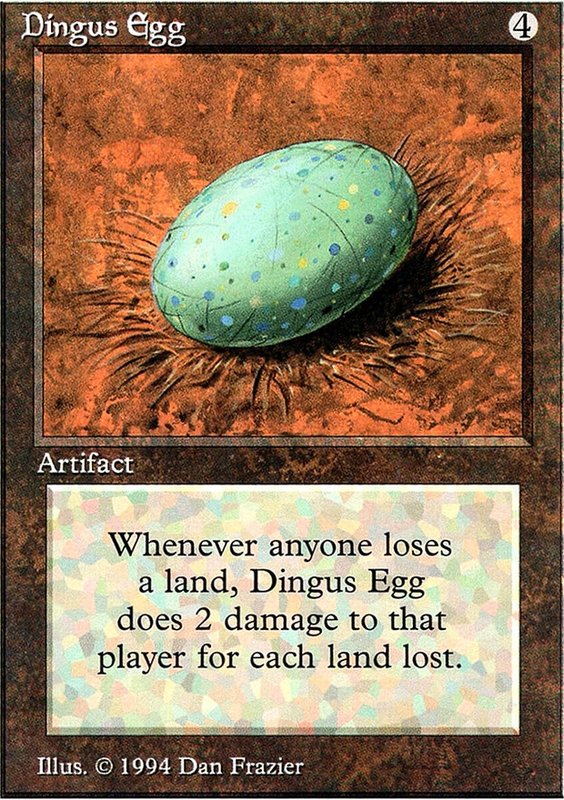 Dingus Egg 4
Artifact
Whenever anyone loses
a land, Dingus Egg
does 2 damage to that
player for each land lost.
Illus. © 1994 Dan Frazier